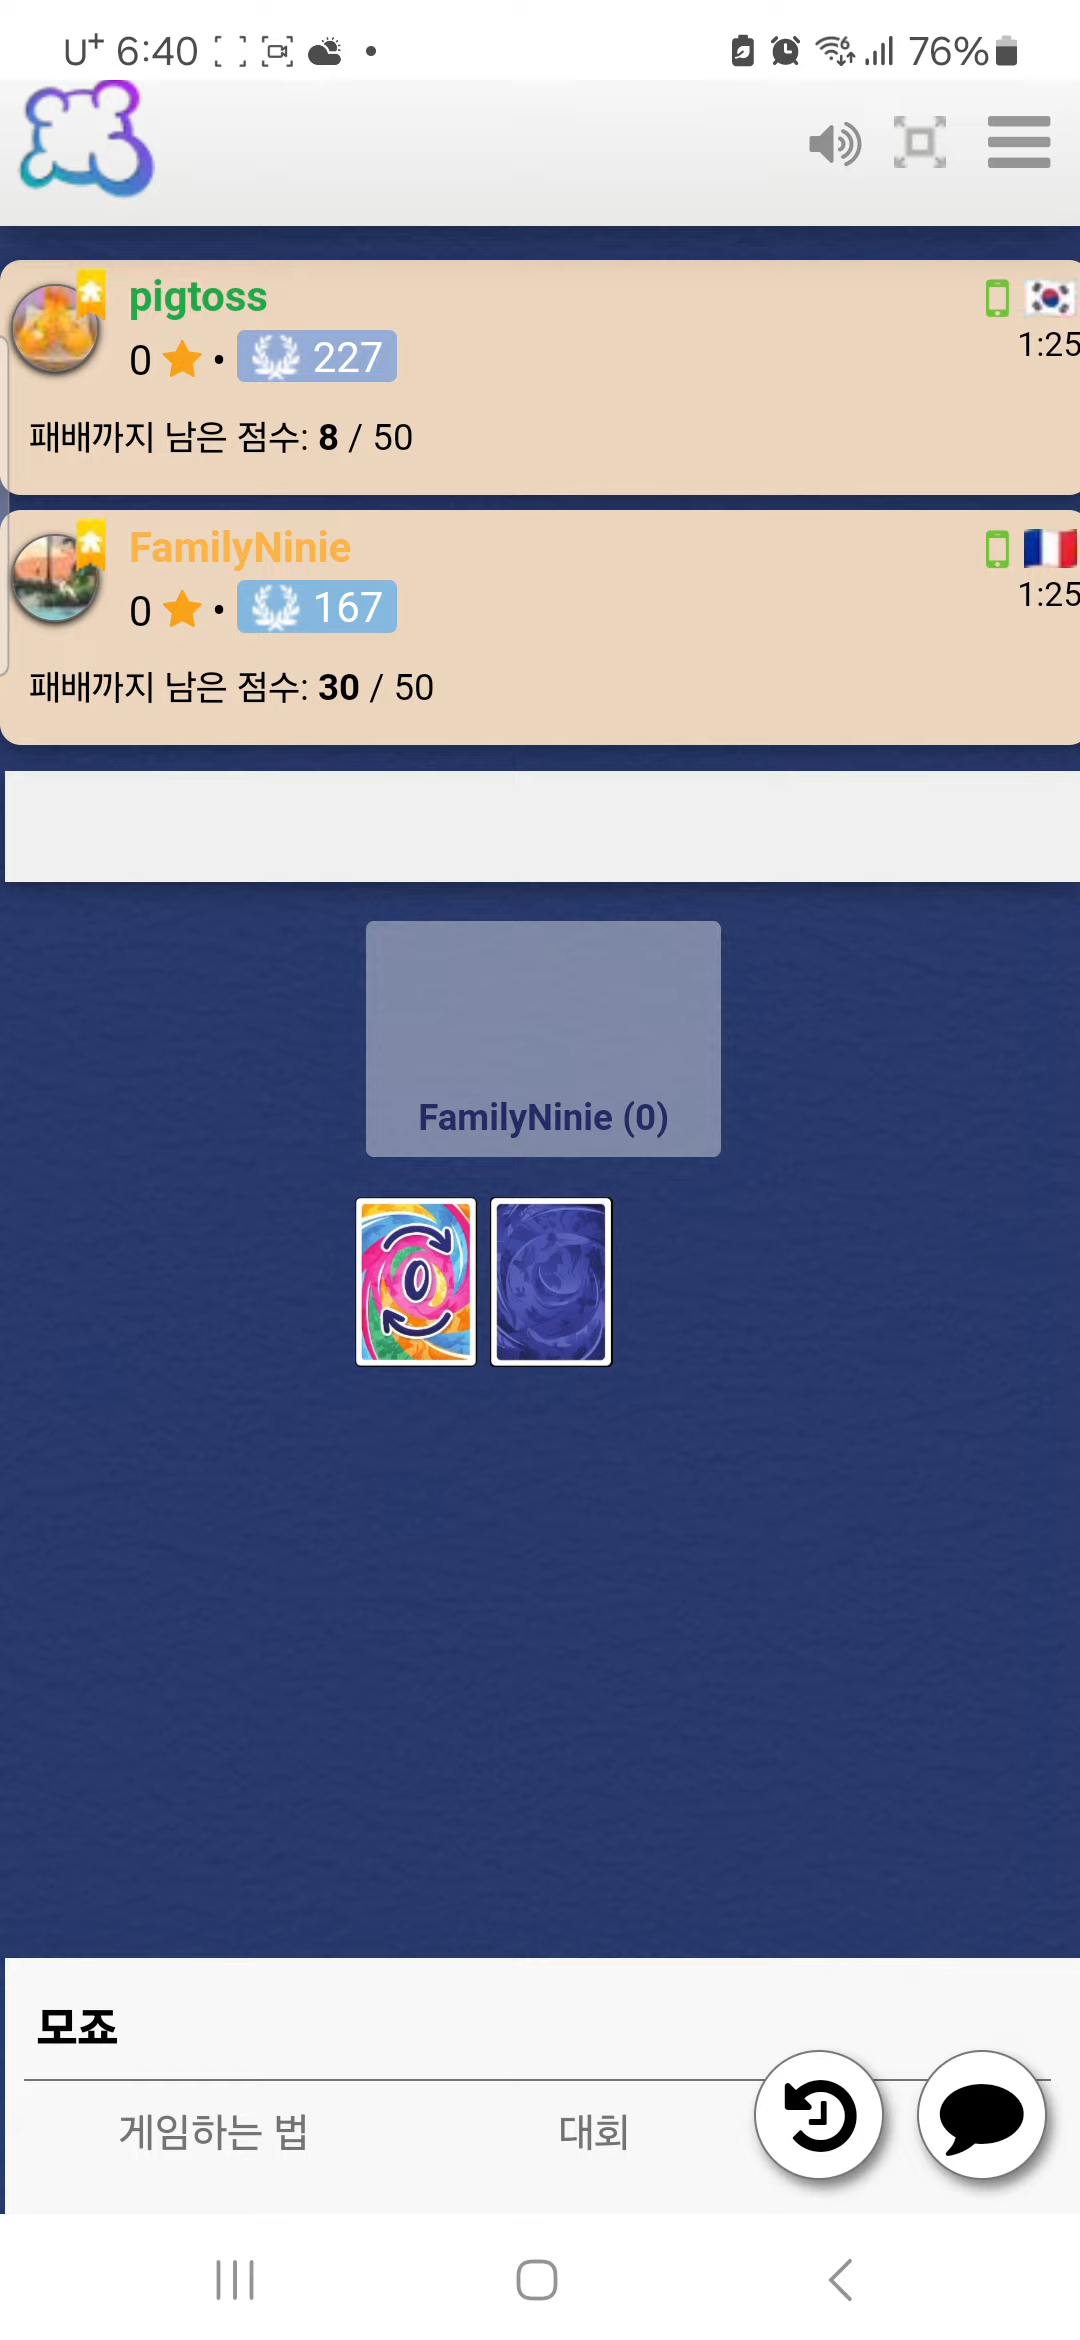 U+ 6:40 76%
pigtoss
1:25
0 • 227
패배까지 남은 점수: 8 / 50
FamilyNinie
1:25
0 • 167
패배까지 남은 점수: 30 / 50
FamilyNinie (0)
0
모죠
게임하는 법 대회